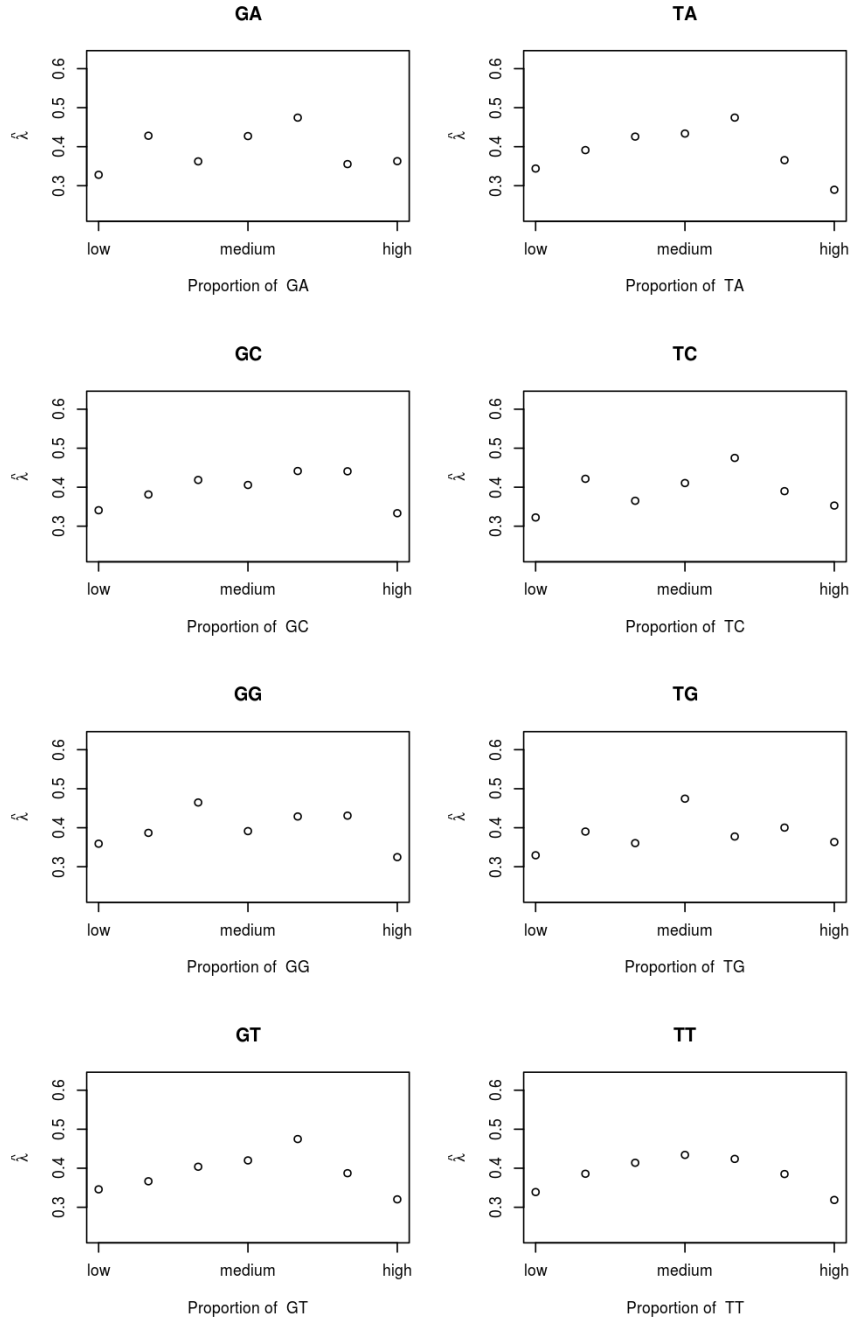 GA
0.6
0.5
0.4
0.3
λ̂
low medium high
Proportion of GA
TA
0.6
0.5
0.4
0.3
λ̂
low medium high
Proportion of TA
GC
0.6
0.5
0.4
0.3
λ̂
low medium high
Proportion of GC
TC
0.6
0.5
0.4
0.3
λ̂
low medium high
Proportion of TC
GG
0.6
0.5
0.4
0.3
λ̂
low medium high
Proportion of GG
TG
0.6
0.5
0.4
0.3
λ̂
low medium high
Proportion of TG
GT
0.6
0.5
0.4
0.3
λ̂
low medium high
Proportion of GT
TT
0.6
0.5
0.4
0.3
λ̂
low medium high
Proportion of TT